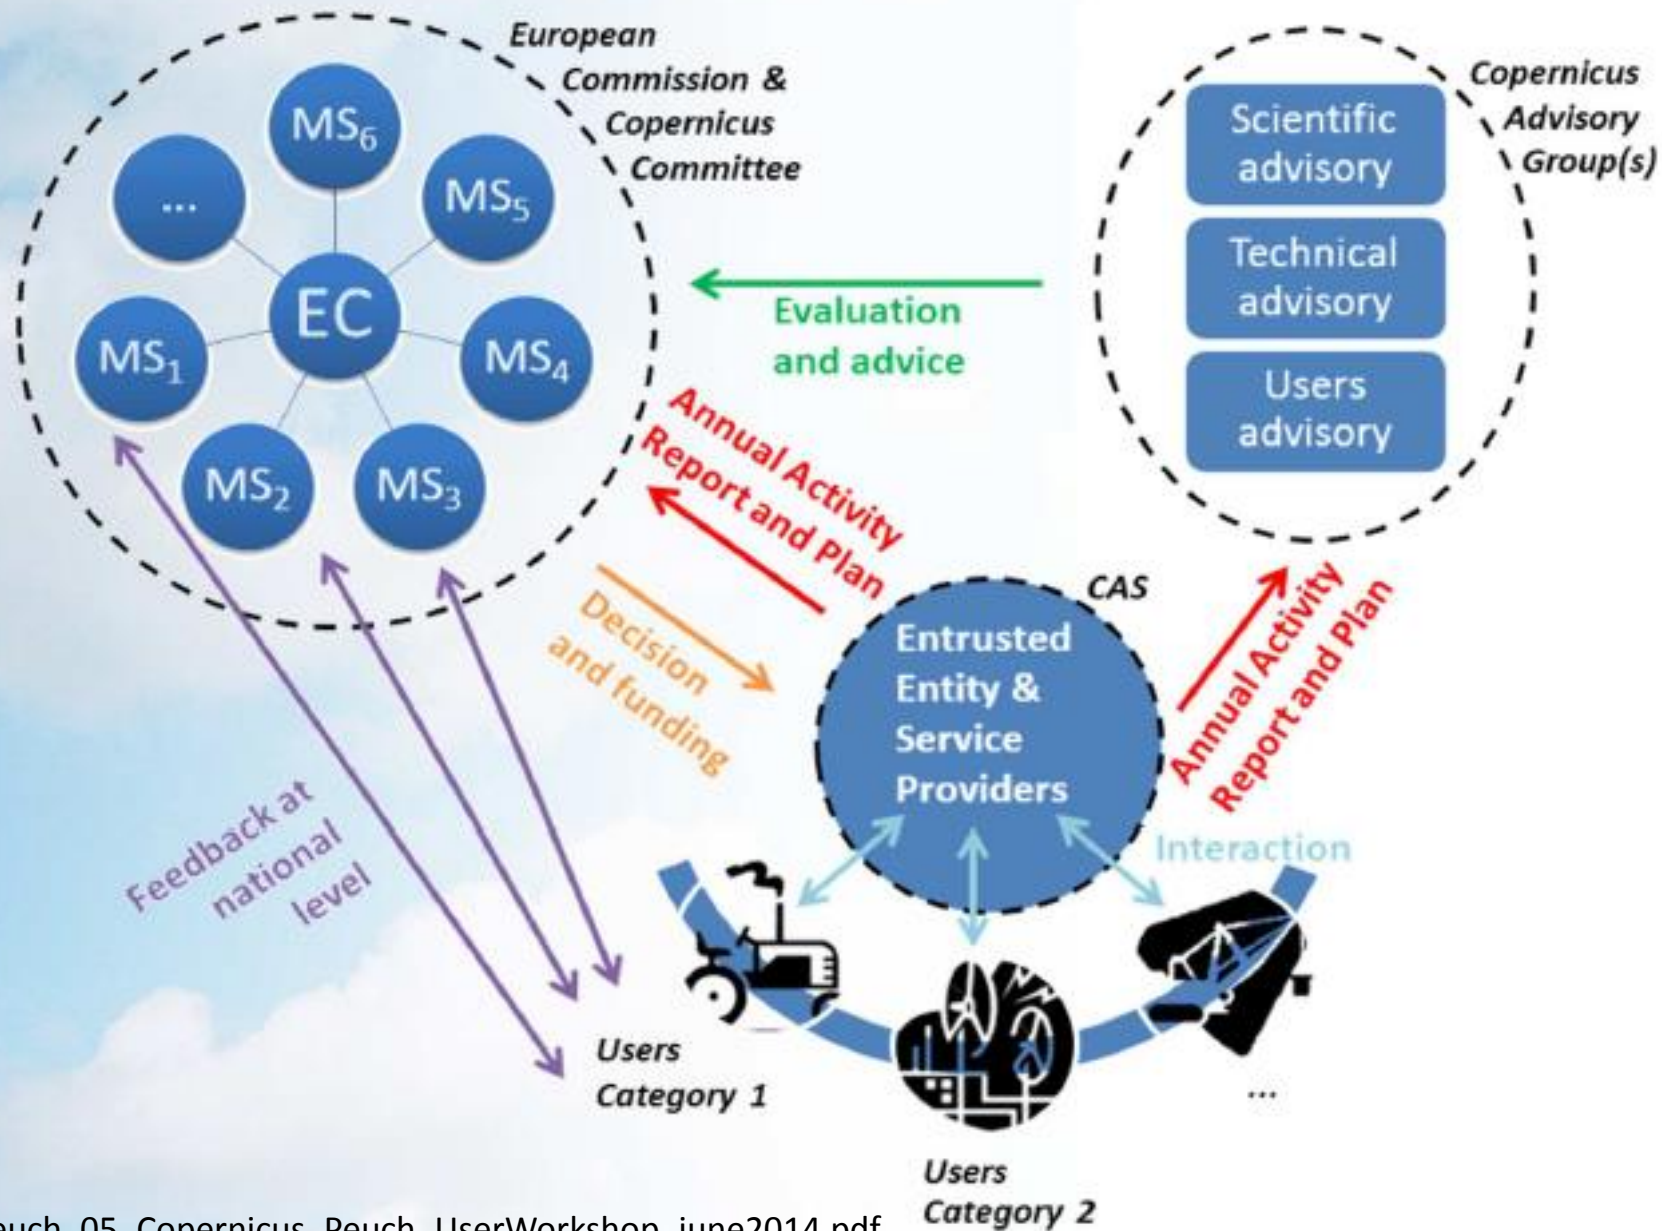 European
Commission &
Copernicus
Committee
MS6
...
MS5
EC
MS1
MS4
MS2
MS3
Copernicus
Advisory
Group(s)
Scientific
advisory
Technical
advisory
Users
advisory
Evaluation
and advice
Annual Activity
Report and Plan
Decision
and funding
CAS
Entrusted
Entity &
Service
Providers
Annual Activity
Report and Plan
Interaction
Feedback at
national
level
Users
Category 1
...
Users
Category 2
05_Copernicus_Peuch_UserWorkshop_june2014.pdf